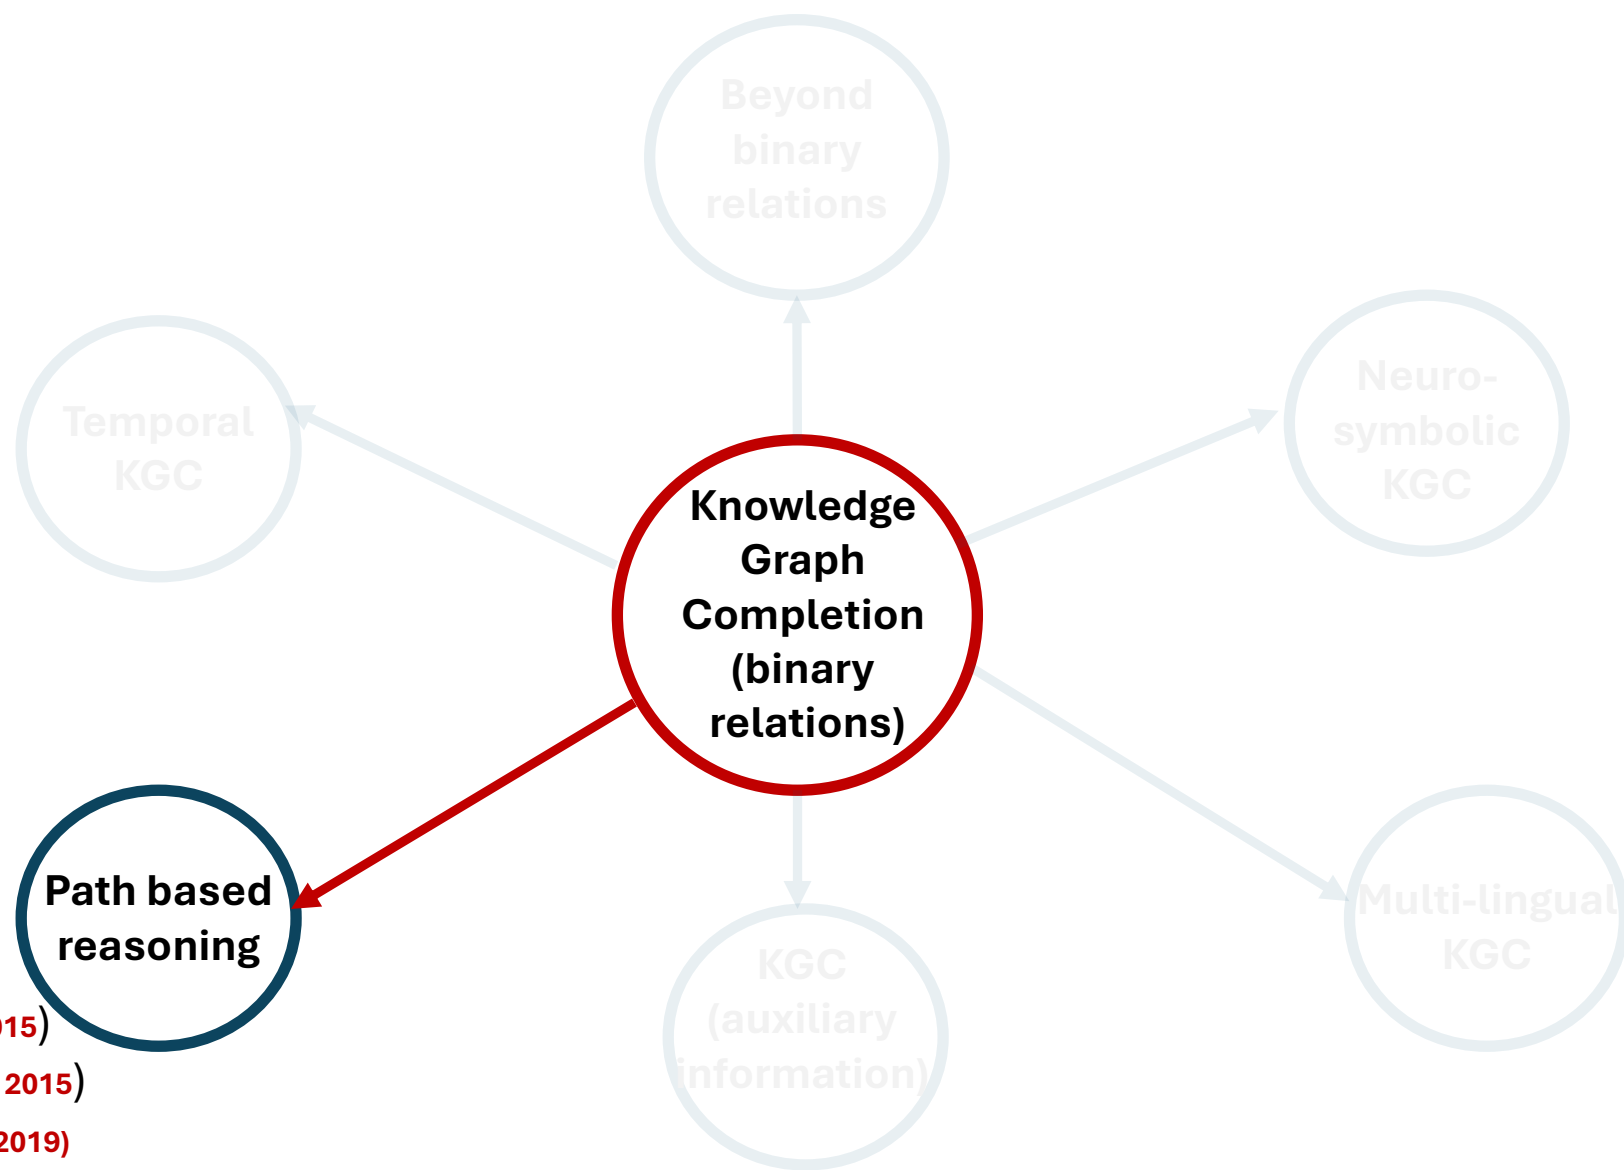 Beyond
binary
relations
Temporal
KGC
Neuro-
symbolic
KGC
Knowledge
Graph
Completion
(binary
relations)
Path based
reasoning
KGC
(auxiliary
information)
Multi-lingual
KGC
15)
2015)
2019)